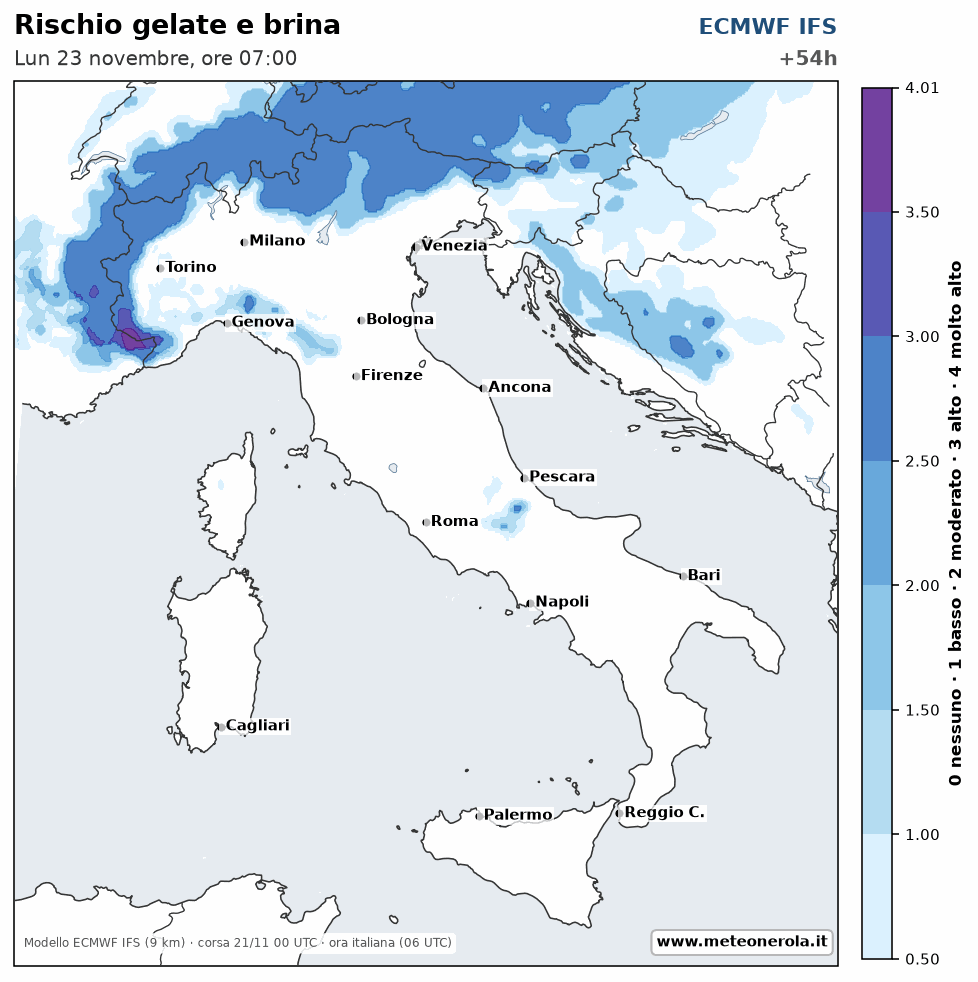 Rischio gelate e brina
ECMWF IFS
Lun 23 novembre, ore 07:00
+54h
Milano
Venezia
Torino
Genova
Bologna
Firenze
Ancona
Pescara
Roma
Bari
Napoli
Cagliari
Palermo
Reggio C.
Modello ECMWF IFS (9 km) · corsa 21/11 00 UTC · ora italiana (06 UTC)
www.meteonerola.it
4.01
3.50
3.00
2.50
2.00
1.50
1.00
0.50
0 nessuno · 1 basso · 2 moderato · 3 alto · 4 molto alto